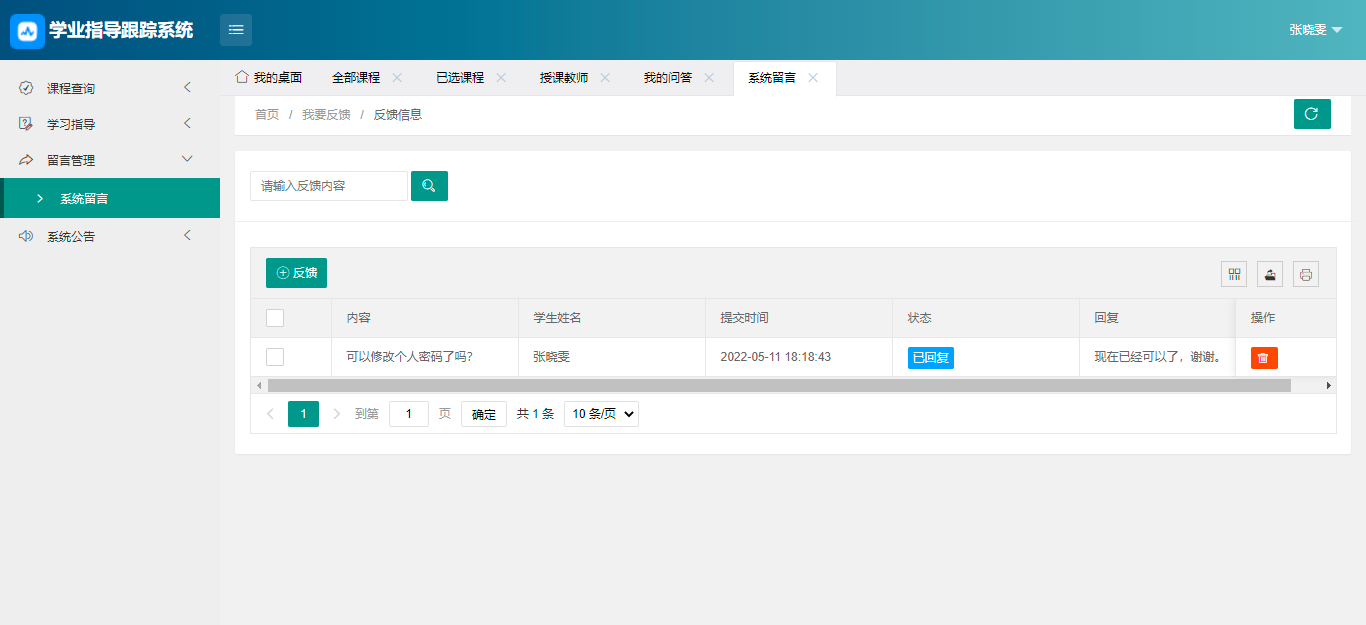 学业指导跟踪系统
张晓雯
课程查询
学习指导
留言管理
系统留言
系统公告
我的桌面 全部课程 已选课程 授课教师 我的问答 系统留言
首页 / 我要反馈 / 反馈信息
请输入反馈内容
反馈
内容 学生姓名 提交时间 状态 回复 操作
可以修改个人密码了吗? 张晓雯 2022-05-11 18:18:43 已回复 现在已经可以了，谢谢。
1 到第 1 页 确定 共 1 条 10 条/页